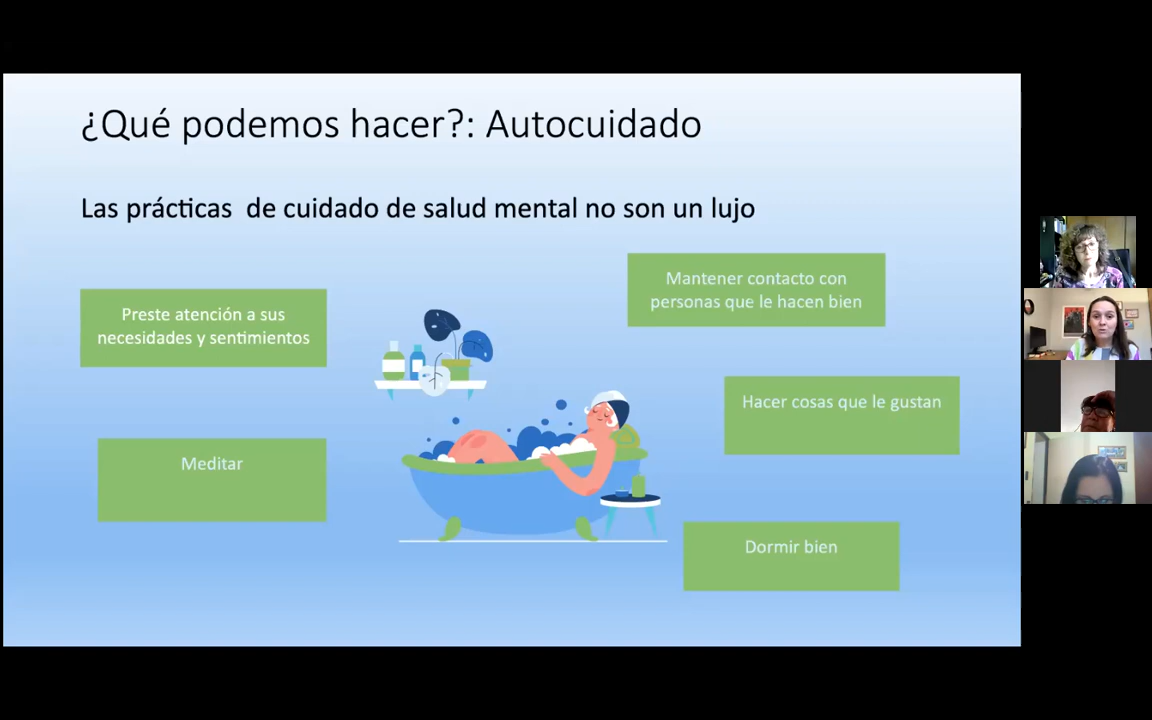 ¿Qué podemos hacer?: Autocuidado
Las prácticas de cuidado de salud mental no son un lujo
Preste atención a sus
necesidades y sentimientos
Mantener contacto con
personas que le hacen bien
Hacer cosas que le gustan
Meditar
Dormir bien